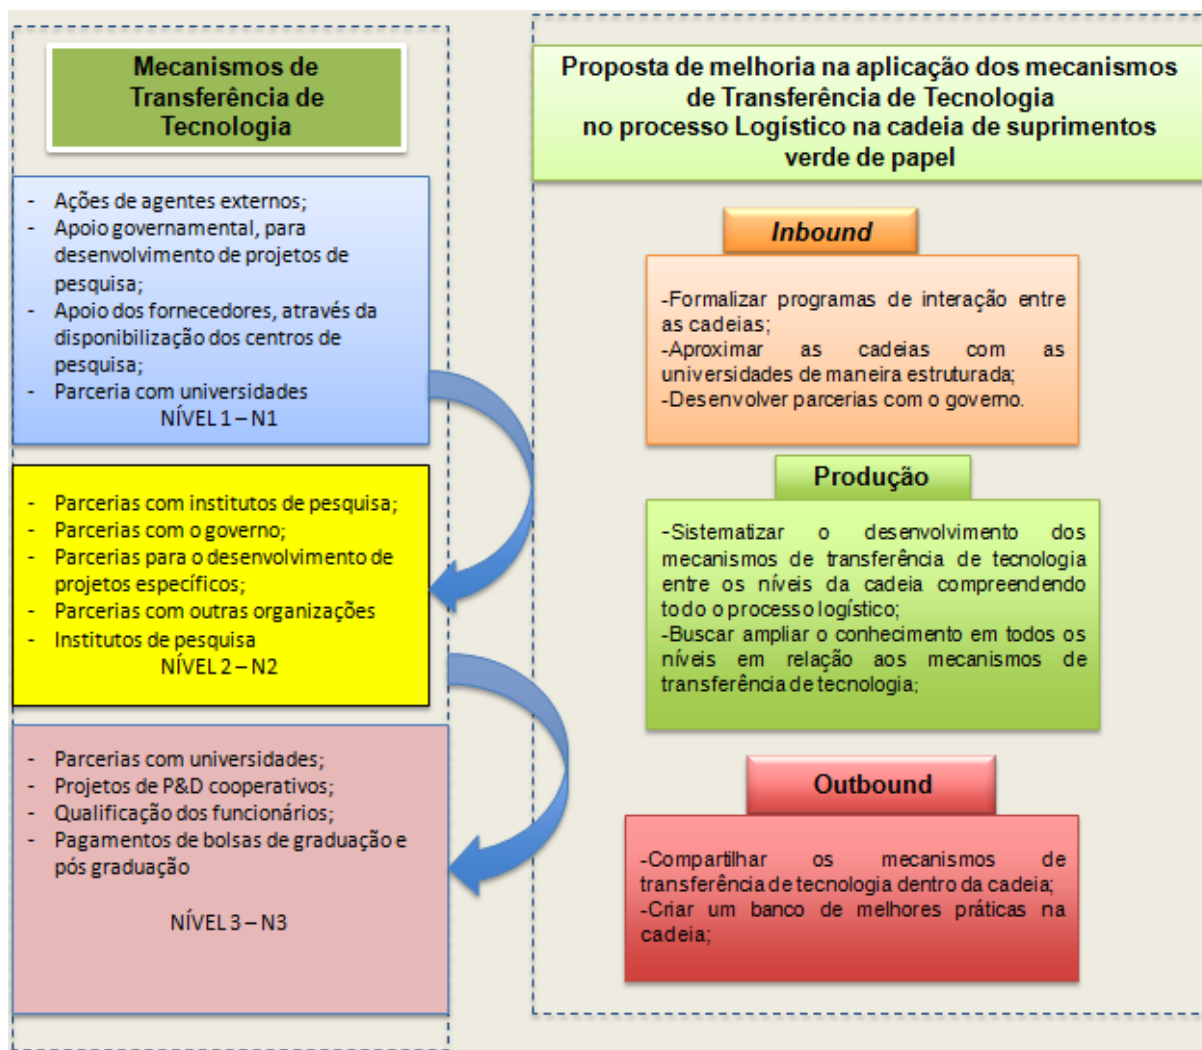 Mecanismos de
Transferência de
Tecnologia
- Ações de agentes externos;
- Apoio governamental, para
desenvolvimento de projetos de
pesquisa;
- Apoio dos fornecedores, através da
disponibilização dos centros de
pesquisa;
- Parceria com universidades
NÍVEL 1 – N1
- Parcerias com institutos de pesquisa;
- Parcerias com o governo;
- Parcerias para o desenvolvimento de
projetos específicos;
- Parcerias com outras organizações
- Institutos de pesquisa
NÍVEL 2 – N2
- Parcerias com universidades;
- Projetos de P&D cooperativos;
- Qualificação dos funcionários;
- Pagamentos de bolsas de graduação e
pós graduação
NÍVEL 3 – N3
Proposta de melhoria na aplicação dos mecanismos
de Transferência de Tecnologia
no processo Logístico na cadeia de suprimentos
verde de papel
Inbound
-Formalizar programas de interação entre
as cadeias;
-Aproximar as cadeias com as
universidades de maneira estruturada;
-Desenvolver parcerias com o governo.
Produção
-Sistematizar o desenvolvimento dos
mecanismos de transferência de tecnologia
entre os níveis da cadeia compreendendo
todo o processo logístico;
-Buscar ampliar o conhecimento em todos os
níveis em relação aos mecanismos de
transferência de tecnologia;
Outbound
-Compartilhar os mecanismos de
transferência de tecnologia dentro da cadeia;
-Criar um banco de melhores práticas na
cadeia;